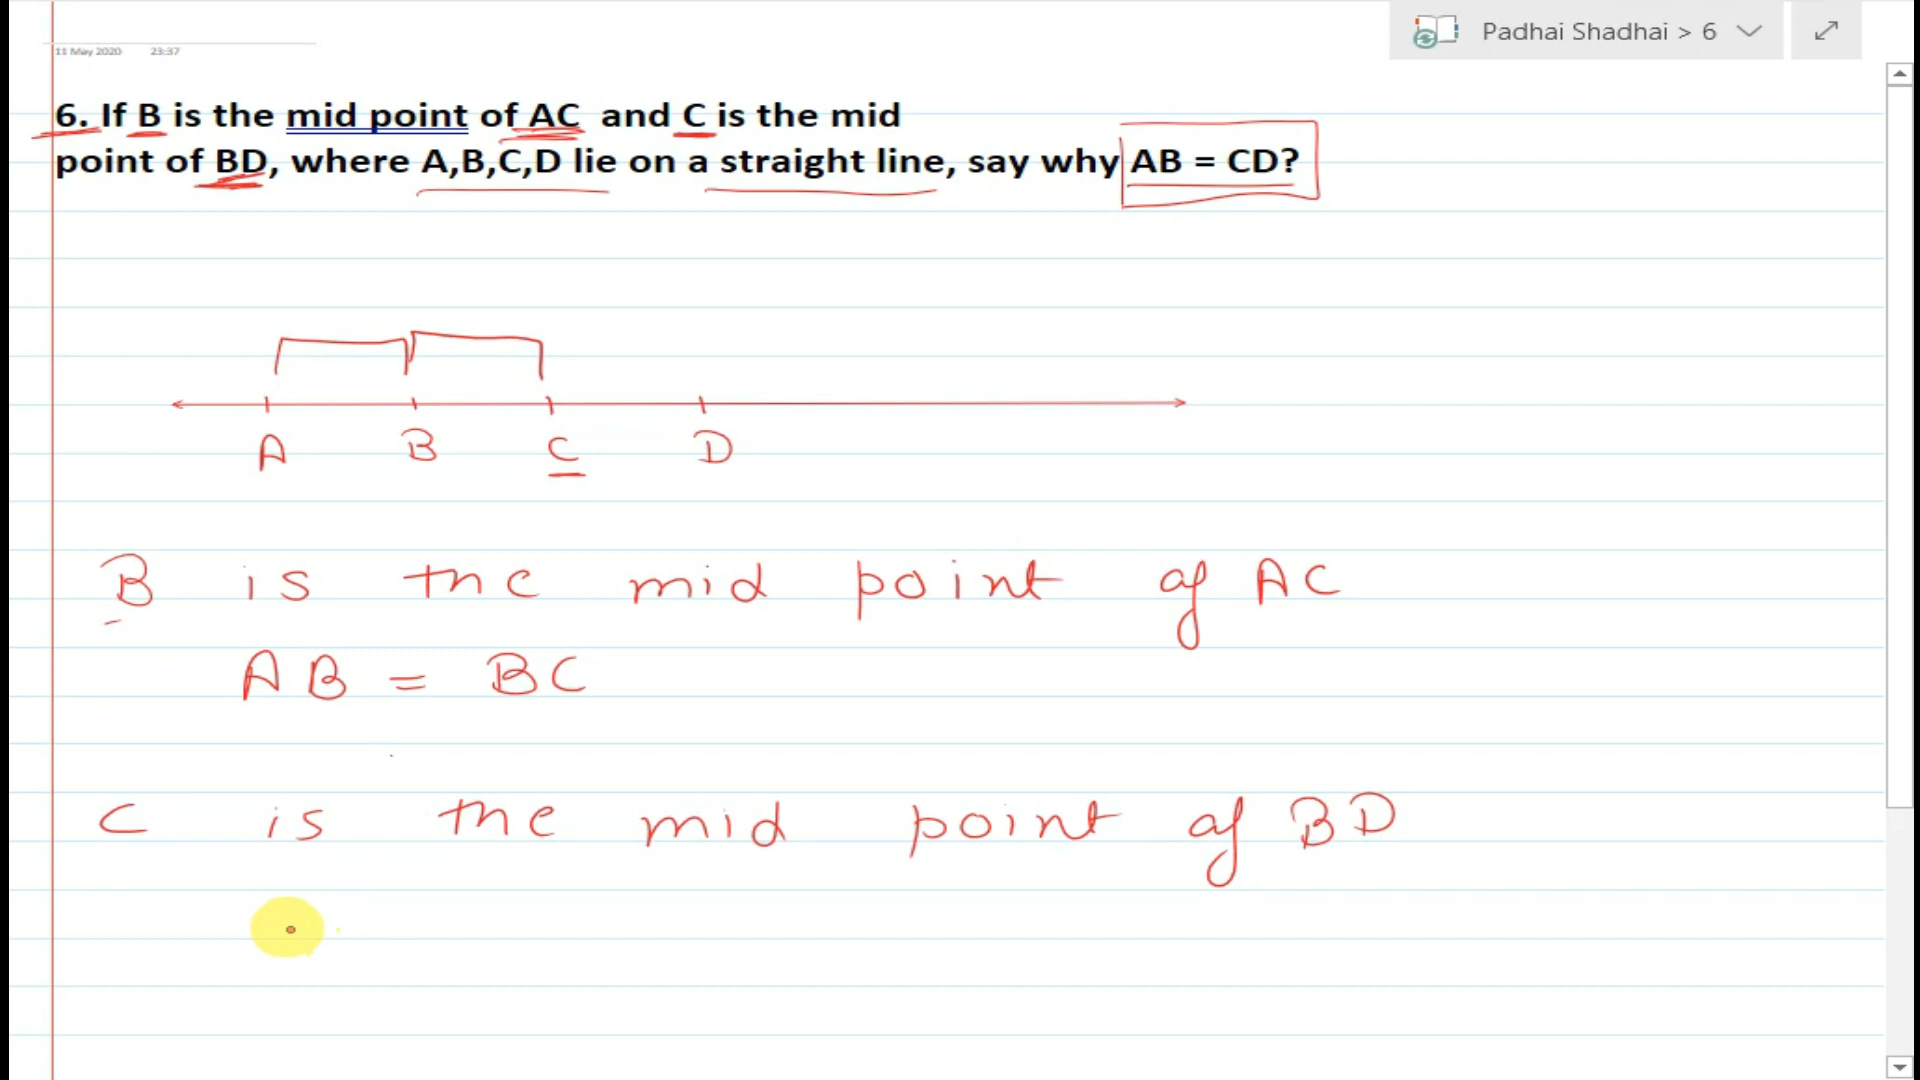 Padhai Shadhai > 6
11 May 2020 23:37
6. If B is the mid point of AC and C is the mid
point of BD, where A,B,C,D lie on a straight line, say why AB = CD?
A B C D
B is the mid point of AC
AB = BC
C is the mid point of BD